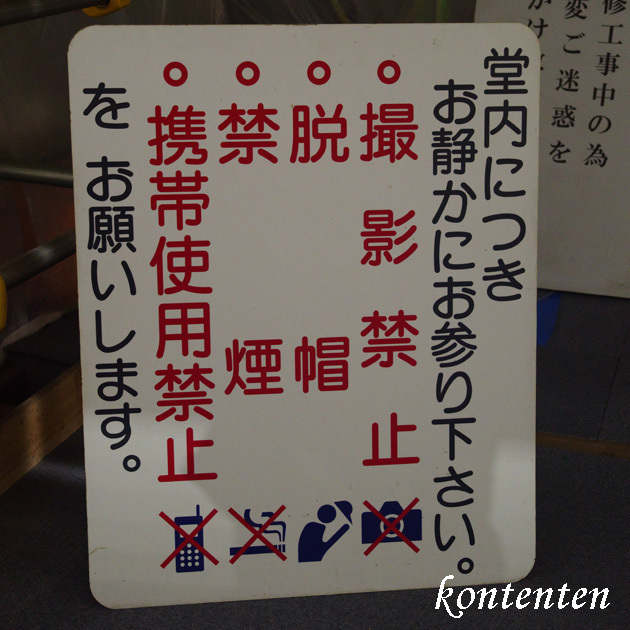 堂内につき
お静かにお参り下さい。
○撮影禁止
○脱帽
○禁煙
○携帯使用禁止
をお願いします。
修工事中の為
変ご迷惑を
kontenten